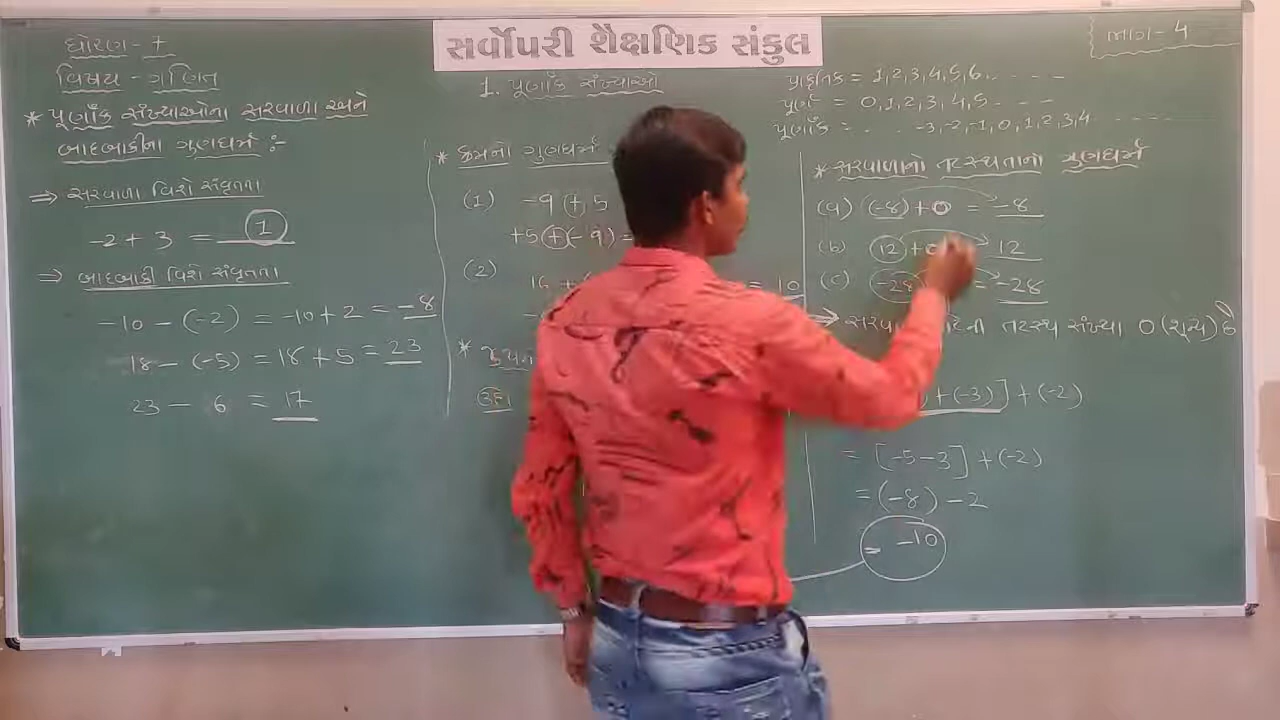 સર્વોપરી શૈક્ષણિક સંકુલ
ધોરણ - 7
વિષય - ગણિત
* પૂર્ણાંક સંખ્યાઓના સરવાળા અને
બાદબાકીના ગુણધર્મ :-
⇒ સરવાળા વિશે સંવૃતતા
-2 + 3 = 1
⇒ બાદબાકી વિશે સંવૃતતા
-10 - (-2) = -10 + 2 = -8
18 - (-5) = 18 + 5 = 23
23 - 6 = 17
1. પૂર્ણાંક સંખ્યાઓ
* ક્રમનો ગુણધર્મ
(1) -9 + 5
+5 + (-9) =
(2) 16 +
= 10
*
ઉદા
ભાગ - 4
પ્રાકૃતિક = 1,2,3,4,5,6. - - - -
પૂર્ણ = 0,1,2,3,4,5. - - -
પૂર્ણાંક = . . -3,-2,-1,0,1,2,3,4. - - - -
* સરવાળાનો તટસ્થતાનો ગુણધર્મ
(a) (-8) + 0 = -8
(b) 12 + 0 12
(c) -28 = -28
⇒ તટસ્થ સંખ્યા 0 (શૂન્ય) છે
+ (-3)] + (-2)
= [-5-3] + (-2)
= (-8) - 2
= -10